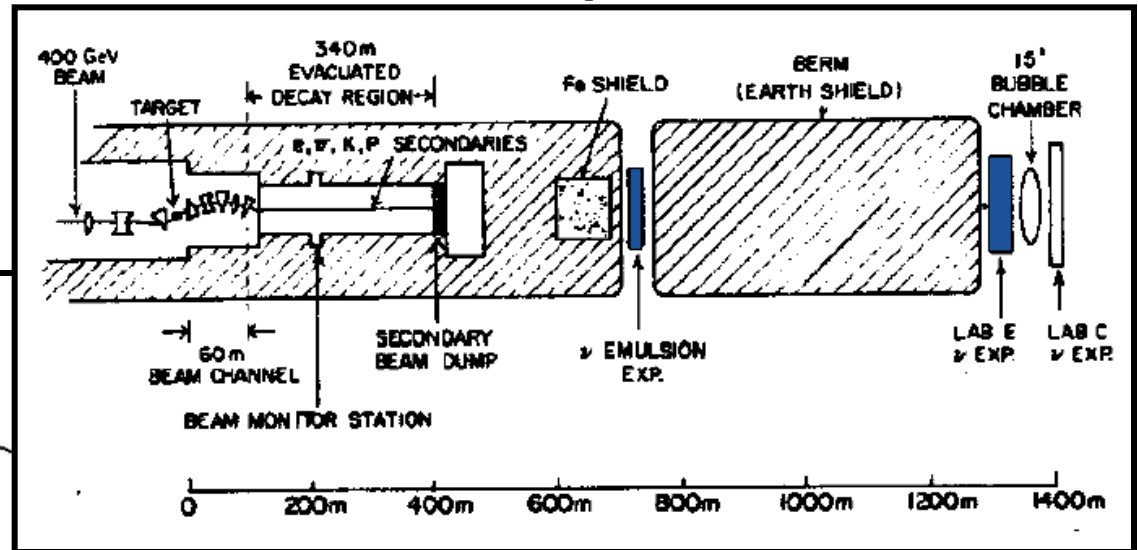 400 GeV
BEAM
TARGET
340m
EVACUATED
DECAY REGION
e, π, K, P SECONDARIES
Fe SHIELD
BERM
(EARTH SHIELD)
15'
BUBBLE
CHAMBER
60m
BEAM CHANNEL
BEAM MONITOR STATION
SECONDARY
BEAM DUMP
ν EMULSION
EXP.
LAB E
ν EXP.
LAB C
ν EXP.
0 200m 400m 600m 800m 1000m 1200m 1400m